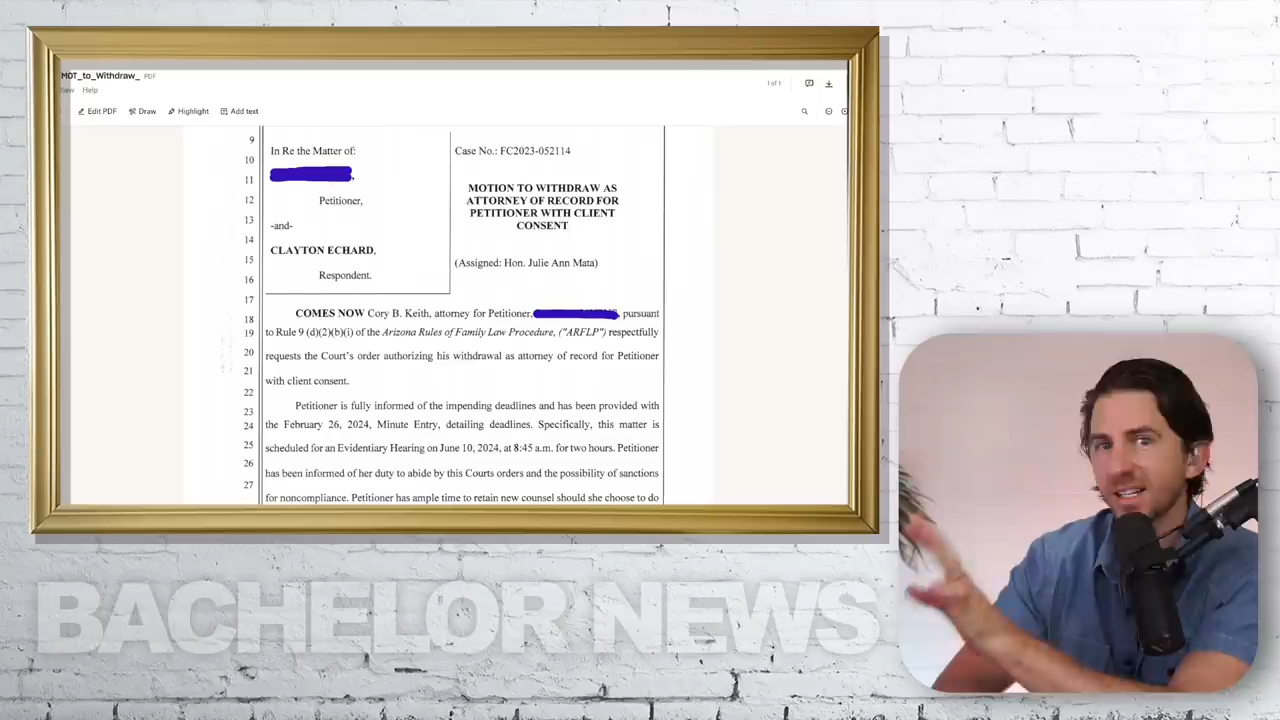 MOT_to_Withdraw_ PDF
View Help
1 of 1
Edit PDF Draw Highlight Add text
9
10
11
12
13
14
15
16
17
18
19
20
21
22
23
24
25
26
27
In Re the Matter of:
Petitioner,
-and-
CLAYTON ECHARD,
Respondent.
Case No.: FC2023-052114
MOTION TO WITHDRAW AS
ATTORNEY OF RECORD FOR
PETITIONER WITH CLIENT
CONSENT
(Assigned: Hon. Julie Ann Mata)
COMES NOW Cory B. Keith, attorney for Petitioner, pursuant
to Rule 9 (d)(2)(b)(i) of the Arizona Rules of Family Law Procedure, ("ARFLP") respectfully
requests the Court's order authorizing his withdrawal as attorney of record for Petitioner
with client consent.
Petitioner is fully informed of the impending deadlines and has been provided with
the February 26, 2024, Minute Entry, detailing deadlines. Specifically, this matter is
scheduled for an Evidentiary Hearing on June 10, 2024, at 8:45 a.m. for two hours. Petitioner
has been informed of her duty to abide by this Courts orders and the possibility of sanctions
for noncompliance. Petitioner has ample time to retain new counsel should she choose to do
BACHELOR NEWS